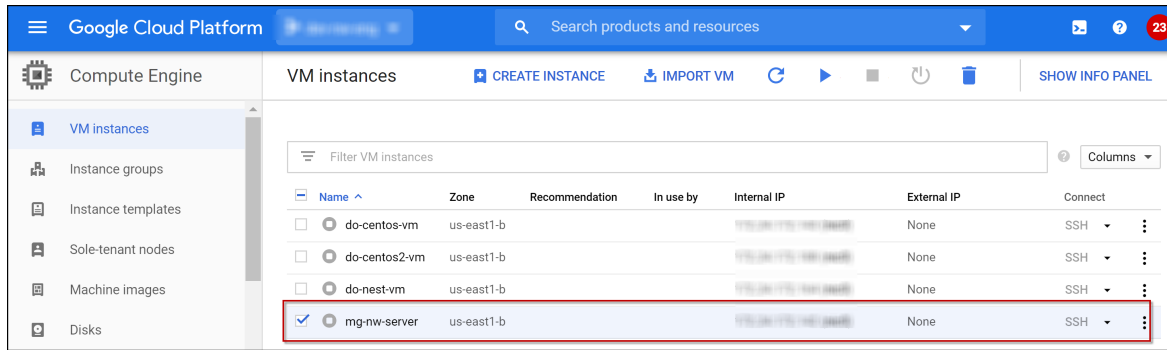 Google Cloud Platform
Search products and resources
?
23
Compute Engine
VM instances
CREATE INSTANCE
IMPORT VM
SHOW INFO PANEL
VM instances
Instance groups
Instance templates
Sole-tenant nodes
Machine images
Disks
Filter VM instances
?
Columns
Name Zone Recommendation In use by Internal IP External IP Connect
do-centos-vm us-east1-b None SSH
do-centos2-vm us-east1-b None SSH
do-nest-vm us-east1-b None SSH
mg-nw-server us-east1-b None SSH